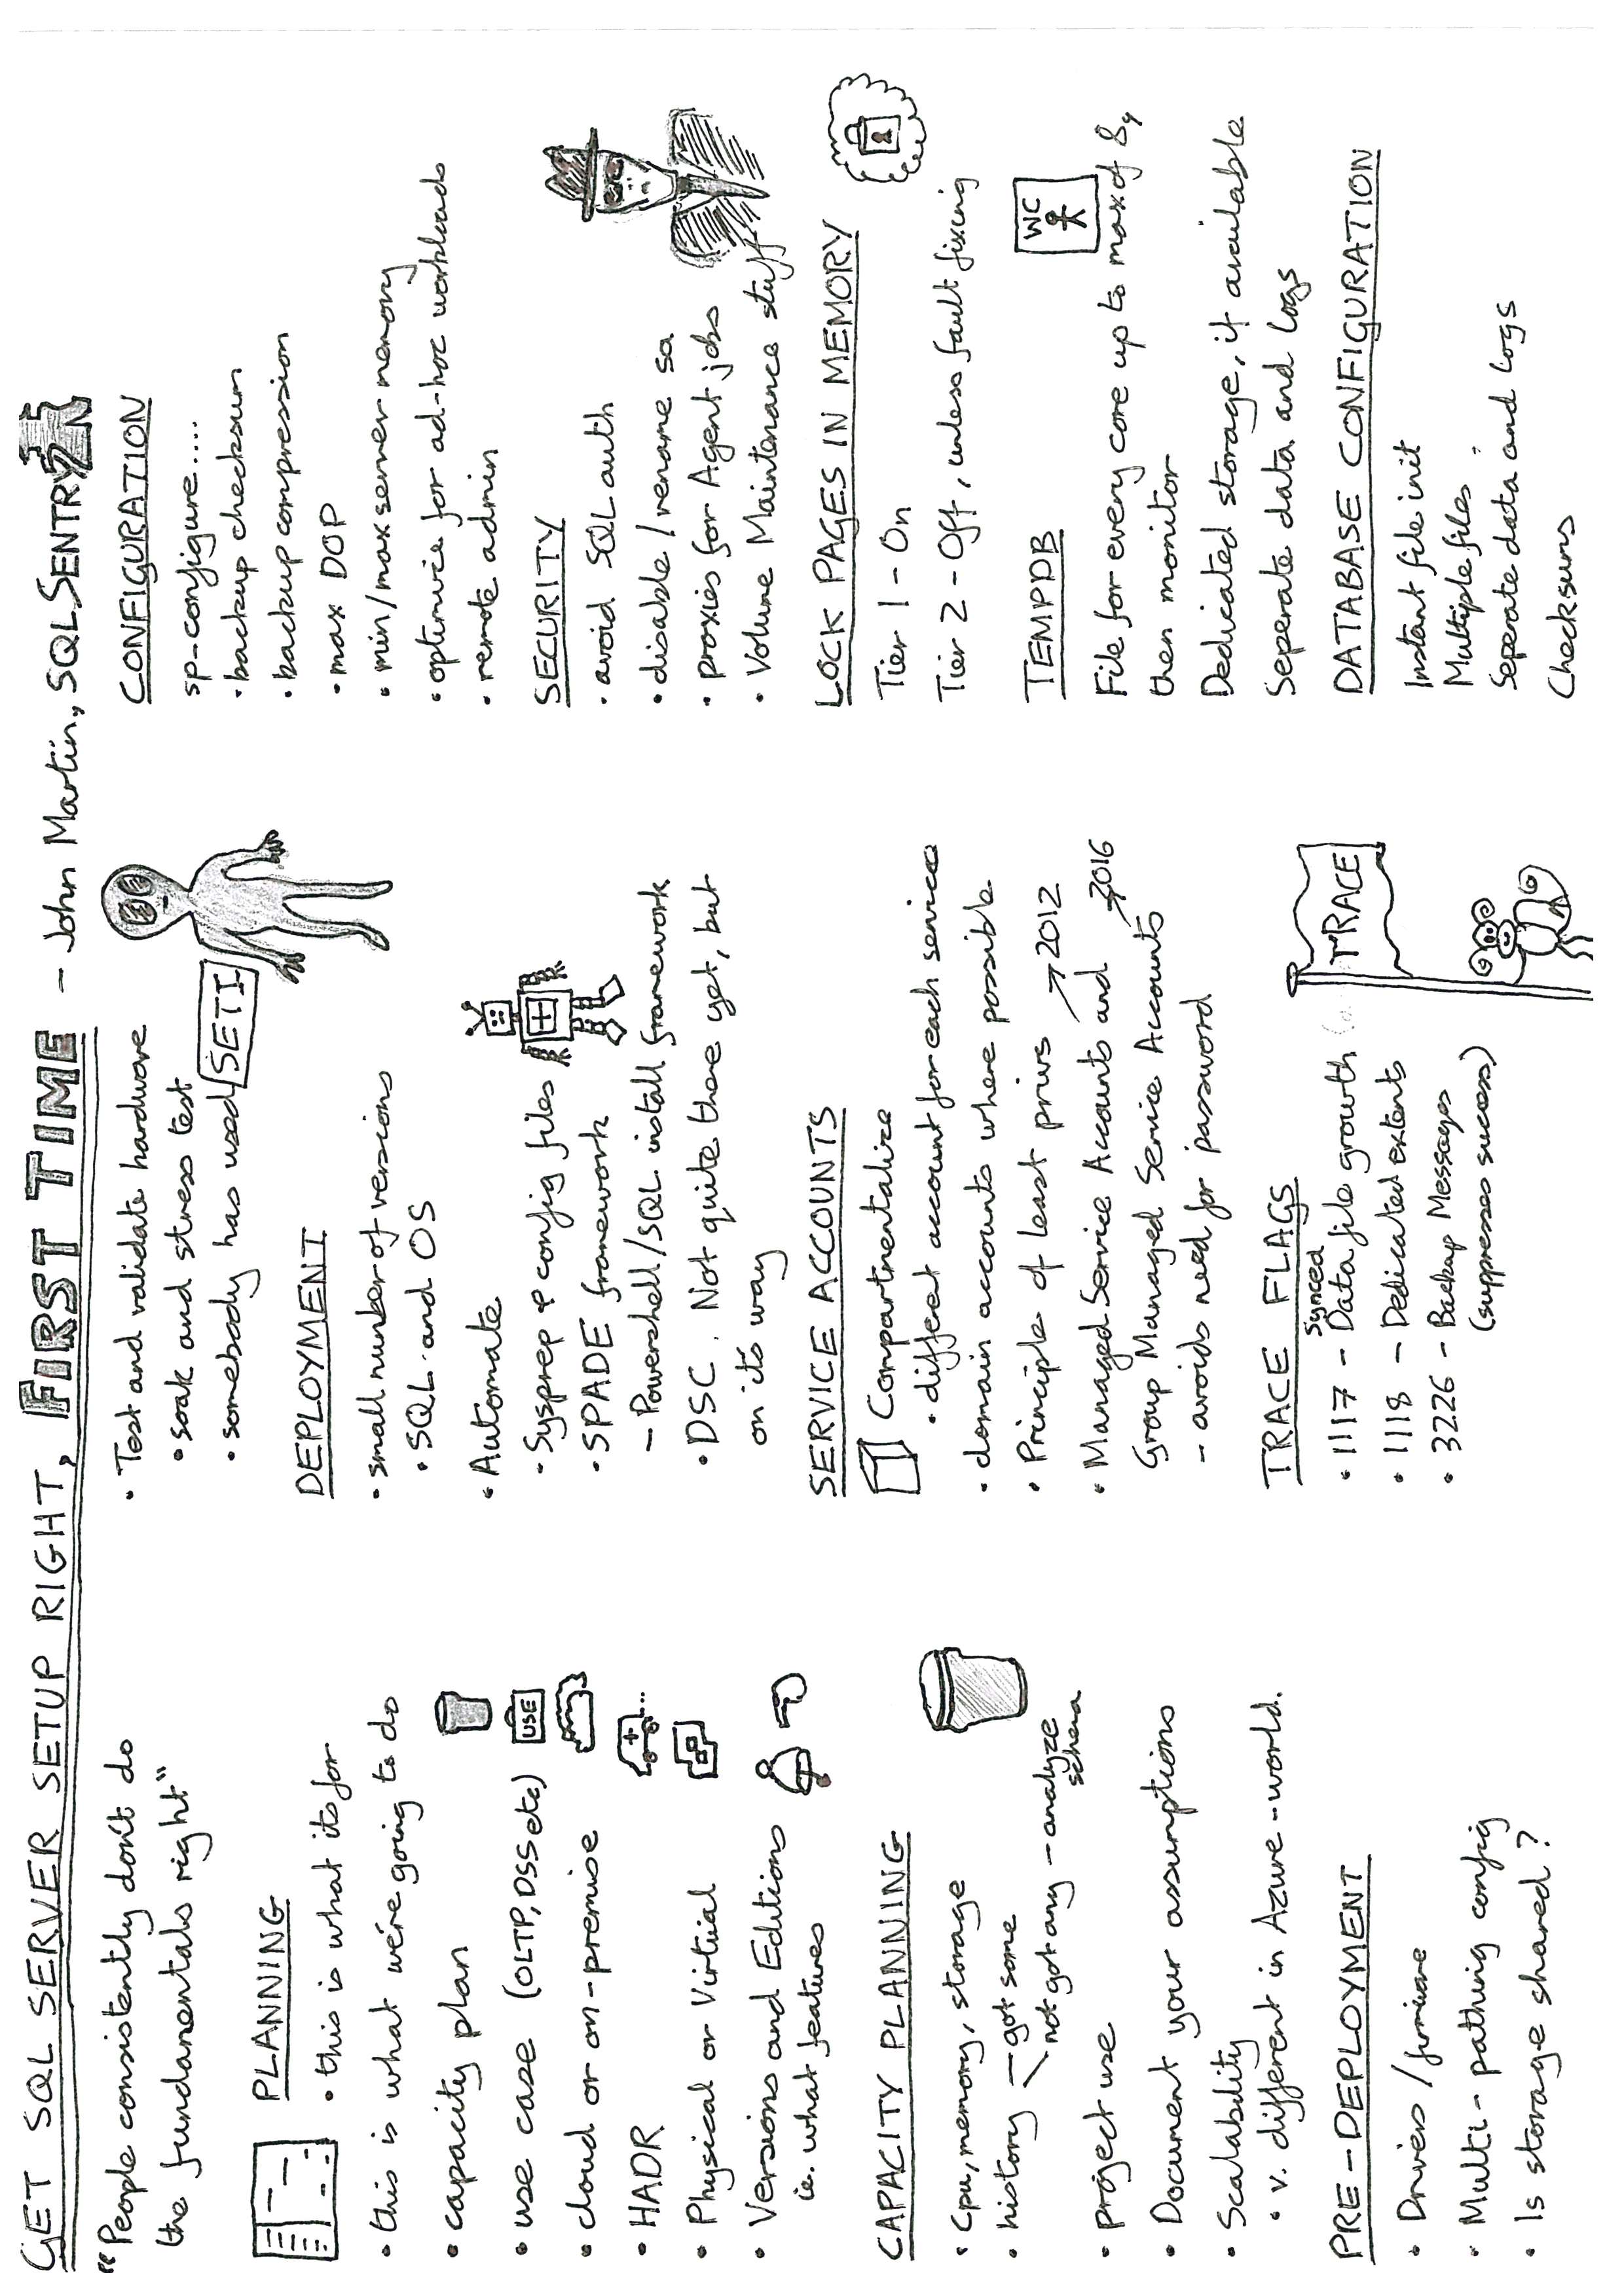 GET SQL SERVER SETUP RIGHT, FIRST TIME - John Martin, SQLSENTRY
"People consistently don't do
the fundamentals right"
PLANNING
• this is what its for
• this is what we're going to do
• capacity plan
• use case (OLTP, DSS etc)
USE
• cloud or on-premise
• HADR
• Physical or Virtual
• Versions and Editions
ie. what features
CAPACITY PLANNING
• cpu, memory, storage
• history - got some
not got any - analyze
schema
• project use
• Document your assumptions
• Scalability
• v. different in Azure-world.
PRE-DEPLOYMENT
• Drivers / firmware
• Multi-pathing config
• Is storage shared?
• Test and validate hardware
• soak and stress test
• somebody has used SETI
DEPLOYMENT
• small number of versions
• SQL and OS
• Automate
- Sysprep & config files
• SPADE framework
- Powershell/SQL install framework
• DSC. Not quite there yet, but
on it's way
SERVICE ACCOUNTS
Compartmentalize
• differet account for each service
• domain accounts where possible
• Principle of least privs
→ 2012
• Managed Service Accounts and
→ 2016
Group Managed Service Accounts
- avoids need for password
TRACE FLAGS
Synced
• 1117 - Data file growth
• 1118 - Dedicated extents
• 3226 - Backup Messages
(suppresses success)
TRACE
CONFIGURATION
sp-configure....
• backup checksum
• backup compression
• max DOP
• min/max server memory
• optimize for ad-hoc workloads
• remote admin
SECURITY
• avoid SQL auth
• disable / rename sa
• proxies for Agent jobs
• Volume Maintenance stuff
LOCK PAGES IN MEMORY
Tier 1 - On
Tier 2 - Off, unless fault fixing
TEMPDB
WC
File for every core up to max of 8,
then monitor
Dedicated storage, if available
Seperate data and logs
DATABASE CONFIGURATION
Instant file init
Multiple files
Seperate data and logs
Checksums